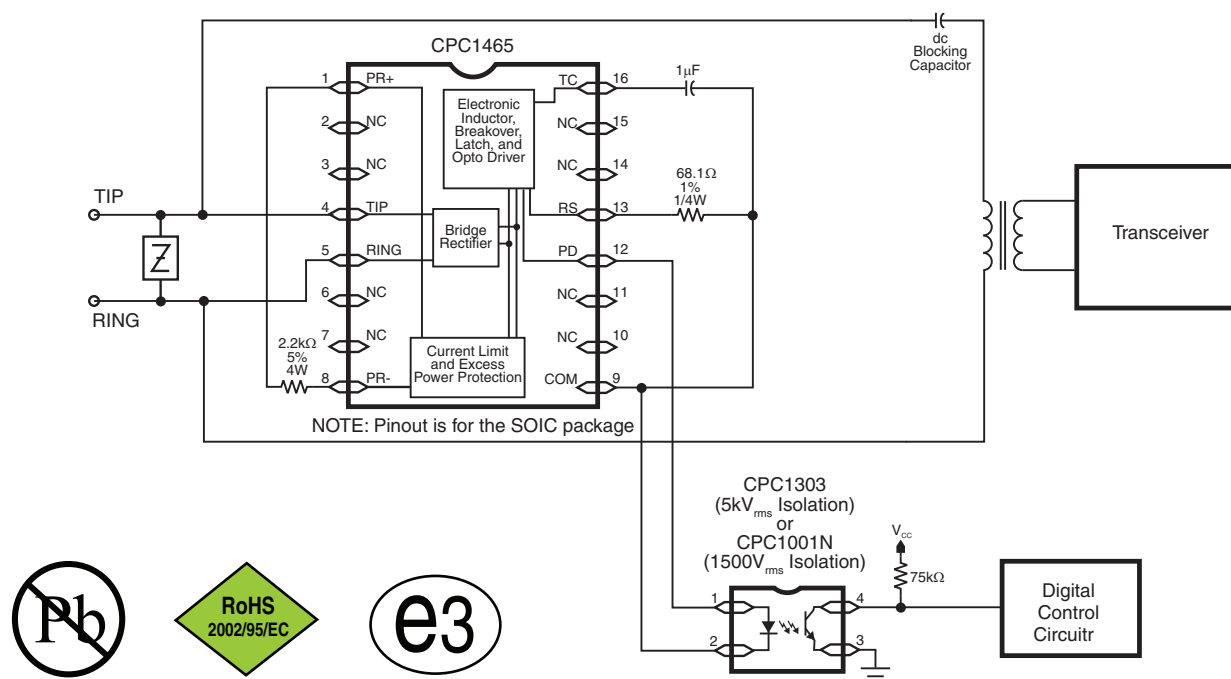 CPC1465
dc
Blocking
Capacitor
1 PR+
2 NC
3 NC
4 TIP
5 RING
6 NC
7 NC
8 PR-
TC 16
NC 15
NC 14
RS 13
PD 12
NC 11
NC 10
COM 9
Electronic
Inductor,
Breakover,
Latch, and
Opto Driver
Bridge
Rectifier
Current Limit
and Excess
Power Protection
1μF
68.1Ω
1%
1/4W
TIP
RING
Z
2.2kΩ
5%
4W
Transceiver
NOTE: Pinout is for the SOIC package
CPC1303
(5kVrms Isolation)
or
CPC1001N
(1500Vrms Isolation)
1
2
4
3
Vcc
75kΩ
Digital
Control
Circuitr
Pb
RoHS
2002/95/EC
e3